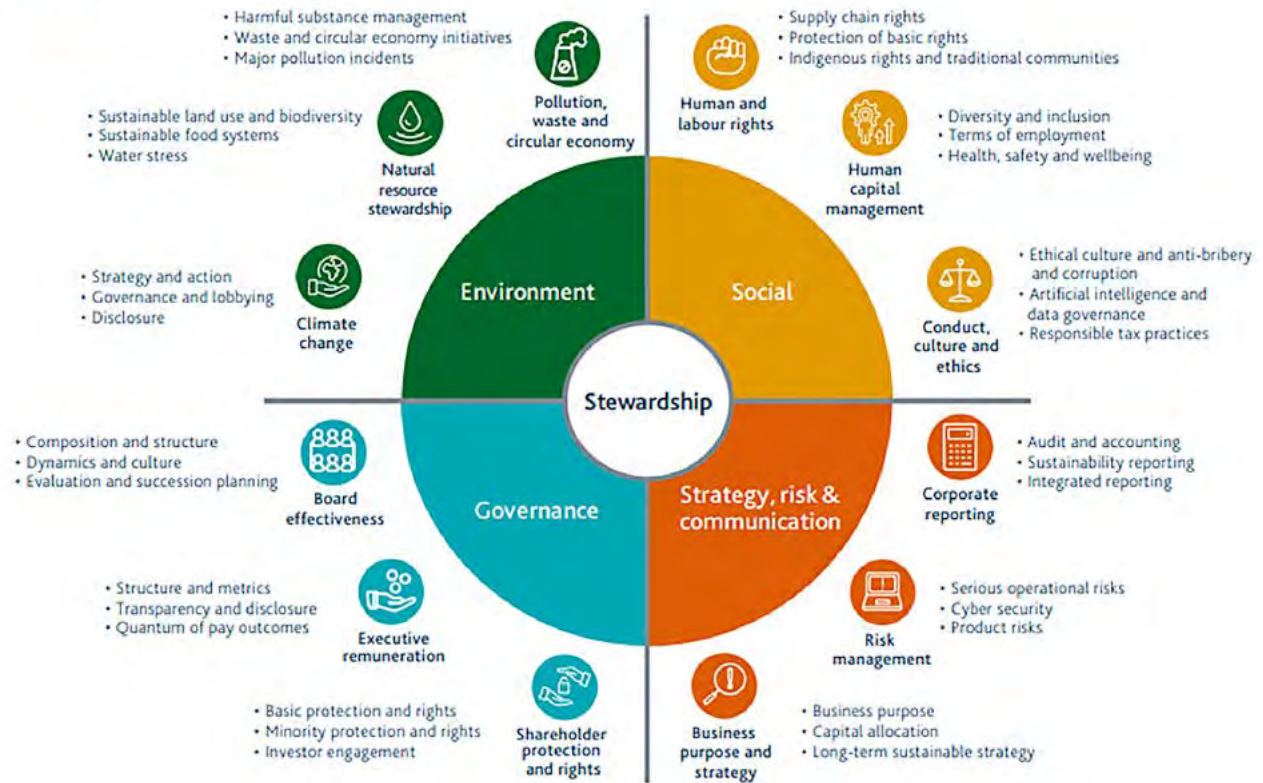 • Harmful substance management
• Waste and circular economy initiatives
• Major pollution incidents
Pollution,
waste and
circular economy
• Sustainable land use and biodiversity
• Sustainable food systems
• Water stress
Natural
resource
stewardship
• Strategy and action
• Governance and lobbying
• Disclosure
Climate
change
Environment
• Supply chain rights
• Protection of basic rights
• Indigenous rights and traditional communities
Human and
labour rights
• Diversity and inclusion
• Terms of employment
• Health, safety and wellbeing
Human
capital
management
• Ethical culture and anti-bribery
and corruption
• Artificial intelligence and
data governance
• Responsible tax practices
Conduct,
culture and
ethics
Social
Stewardship
• Composition and structure
• Dynamics and culture
• Evaluation and succession planning
Board
effectiveness
• Structure and metrics
• Transparency and disclosure
• Quantum of pay outcomes
Executive
remuneration
• Basic protection and rights
• Minority protection and rights
• Investor engagement
Shareholder
protection
and rights
Governance
Strategy, risk &
communication
Corporate
reporting
• Audit and accounting
• Sustainability reporting
• Integrated reporting
Risk
management
• Serious operational risks
• Cyber security
• Product risks
Business
purpose and
strategy
• Business purpose
• Capital allocation
• Long-term sustainable strategy